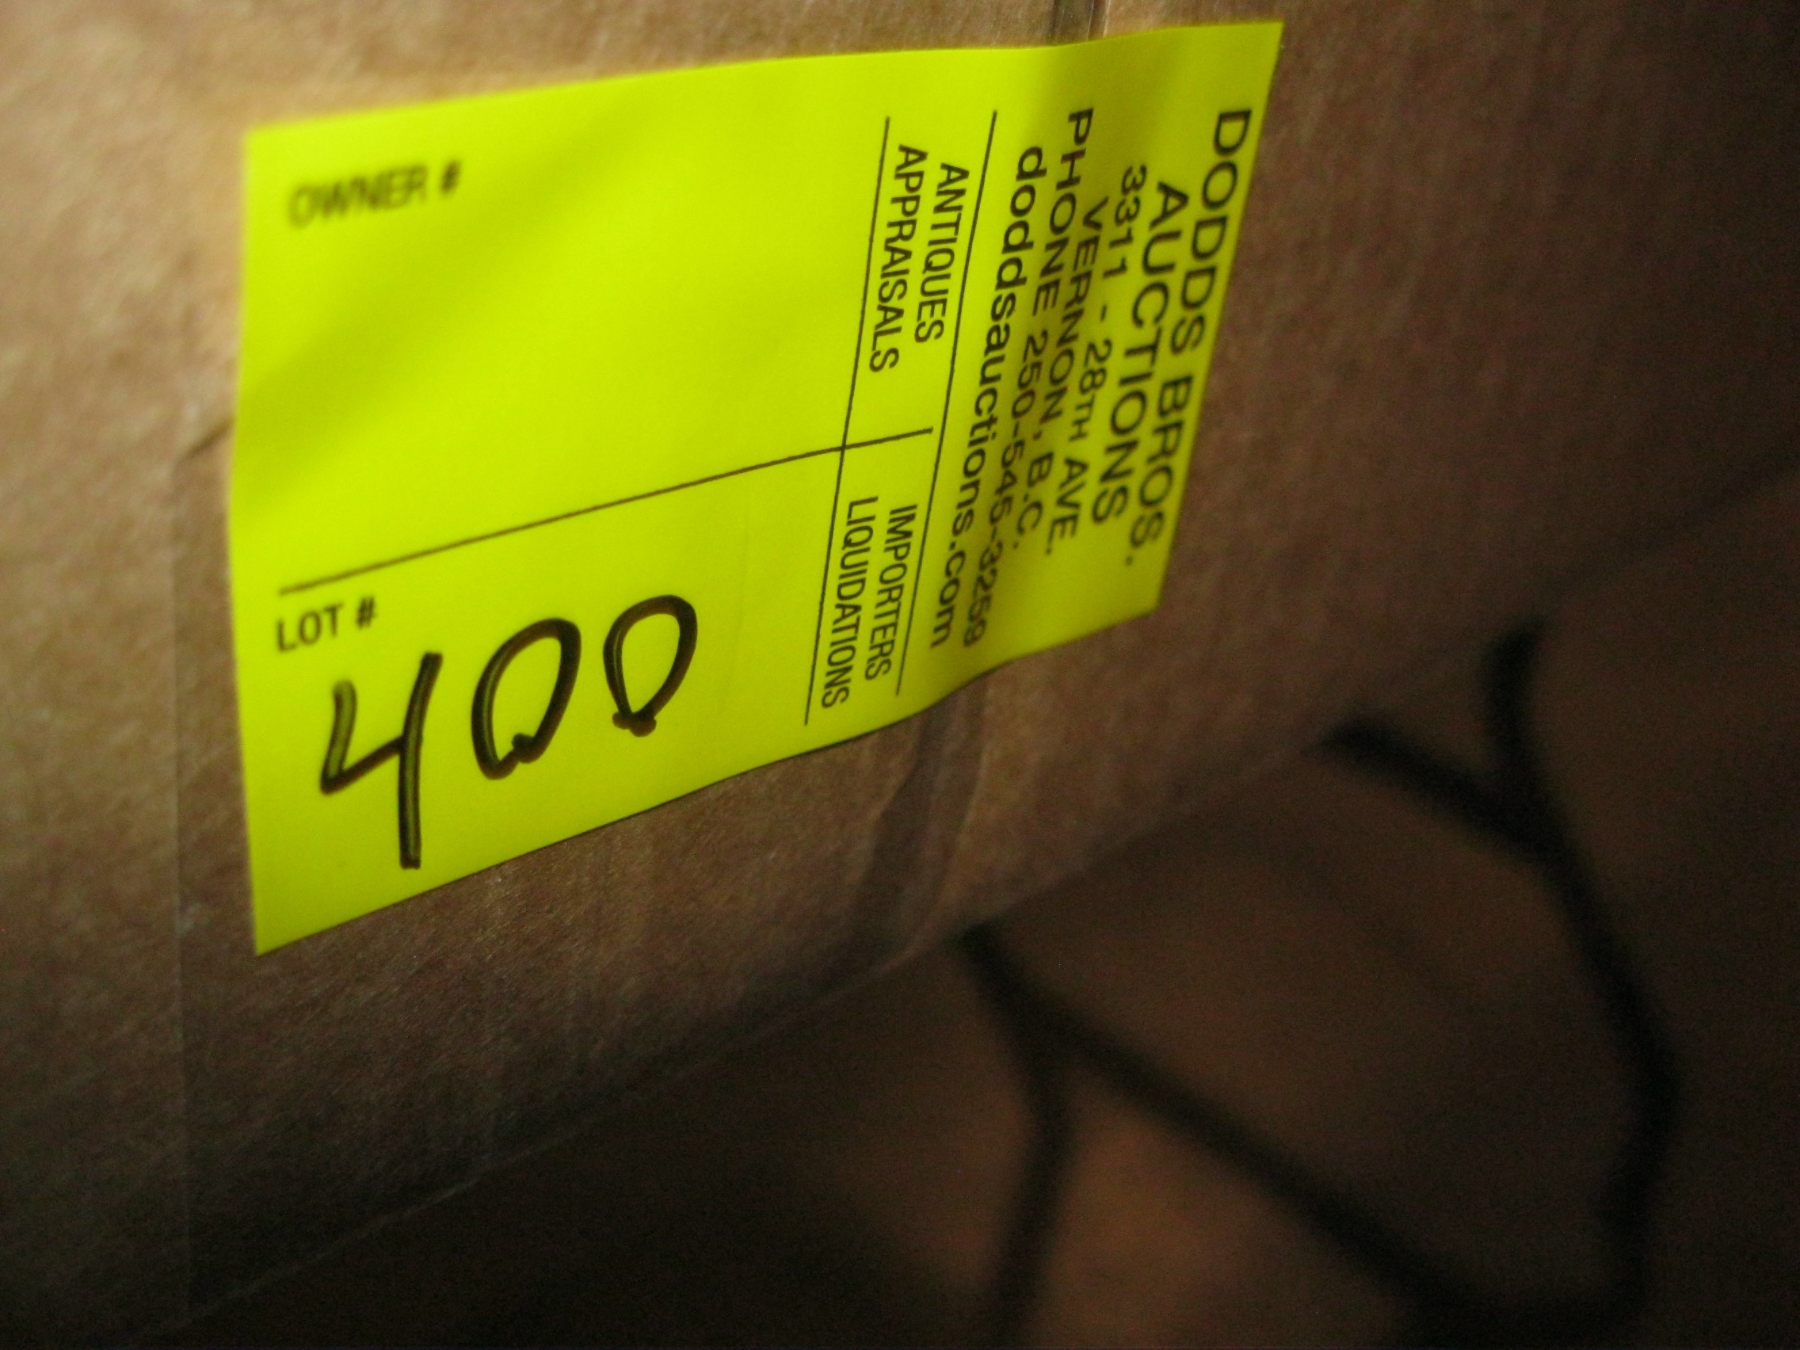 DODDS BROS.
AUCTIONS
3311 - 28TH AVE.
VERNON, B.C.
PHONE 250-545-3259
doddsauctions.com
ANTIQUES
APPRAISALS
IMPORTERS
LIQUIDATIONS
OWNER #
LOT #
400